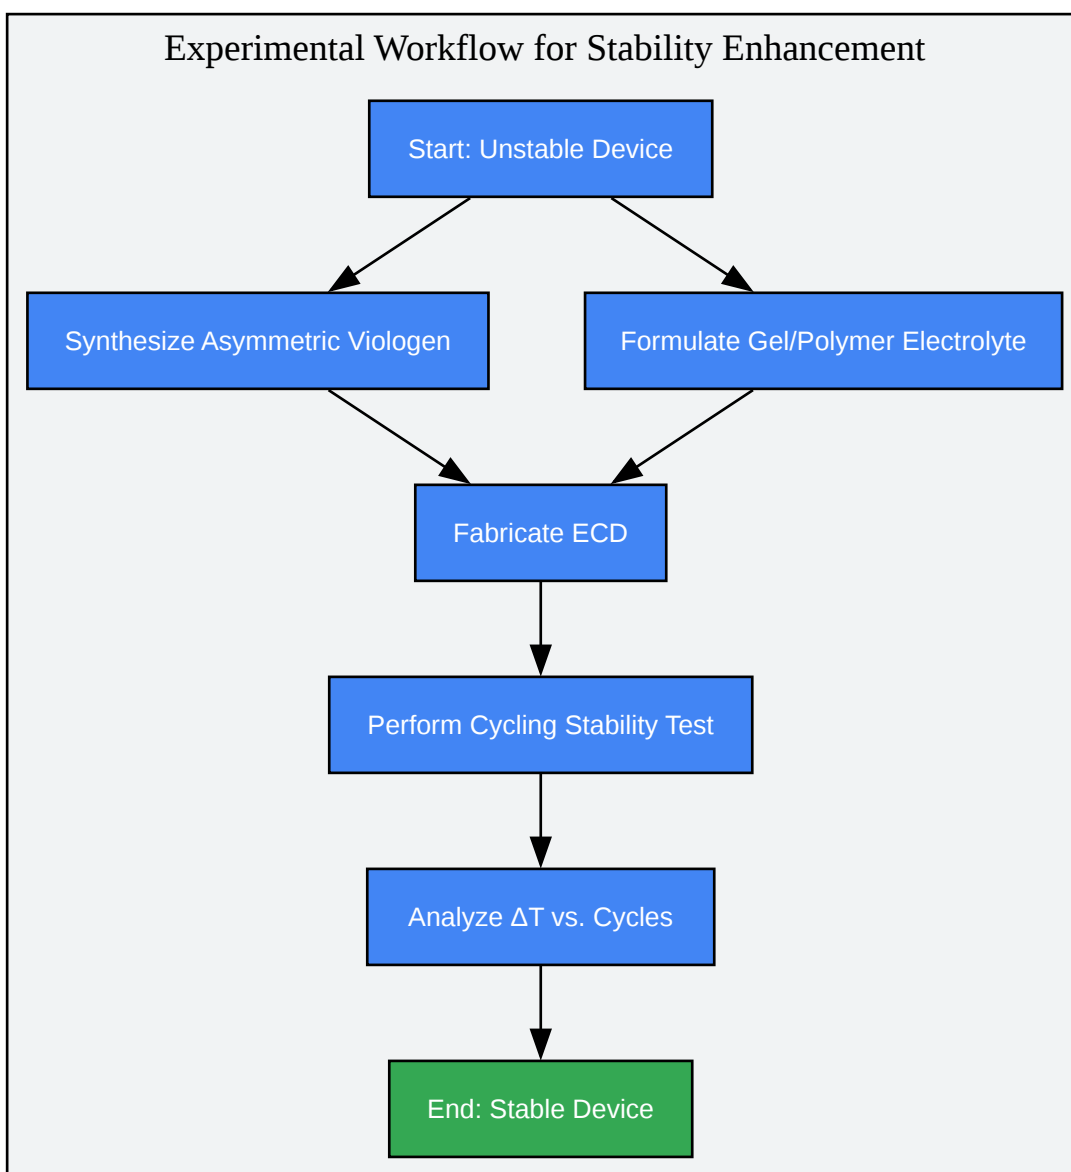 Experimental Workflow for Stability Enhancement
Start: Unstable Device
Synthesize Asymmetric Viologen
Formulate Gel/Polymer Electrolyte
Fabricate ECD
Perform Cycling Stability Test
Analyze ΔT vs. Cycles
End: Stable Device